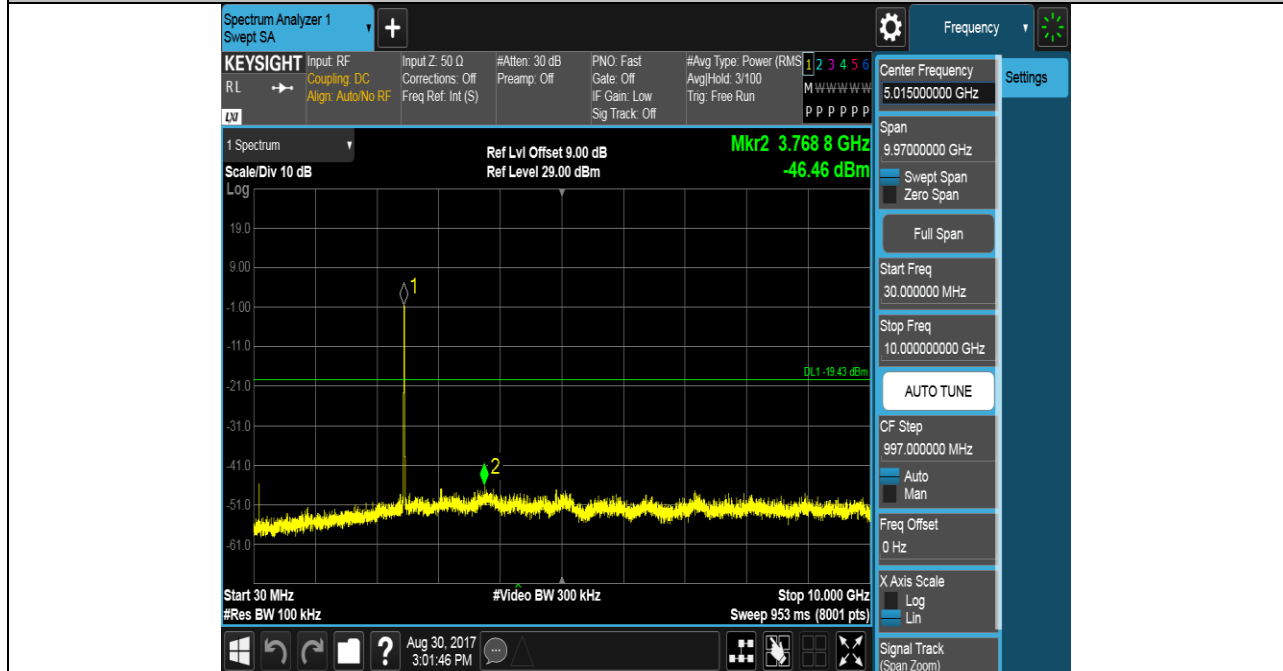 Spectrum Analyzer 1
Swept SA
Frequency
KEYSIGHT
RL
LXI
Input: RF
Coupling: DC
Align: Auto/No RF
Input Z: 50 Ω
Corrections: Off
Freq Ref: Int (S)
#Atten: 30 dB
Preamp: Off
PNO: Fast
Gate: Off
IF Gain: Low
Sig Track: Off
#Avg Type: Power (RMS
Avg|Hold: 3/100
Trig: Free Run
1 2 3 4 5 6
M W W W W W
P P P P P P
Center Frequency
5.015000000 GHz
Settings
1 Spectrum
Scale/Div 10 dB
Ref Lvl Offset 9.00 dB
Ref Level 29.00 dBm
Mkr2 3.768 8 GHz
-46.46 dBm
Span
9.97000000 GHz
Swept Span
Zero Span
Full Span
Start Freq
30.000000 MHz
Stop Freq
10.000000000 GHz
AUTO TUNE
CF Step
997.000000 MHz
Auto
Man
Freq Offset
0 Hz
X Axis Scale
Log
Lin
Signal Track
(Span Zoom)
Log
19.0
9.00
-1.00
-11.0
-21.0
-31.0
-41.0
-51.0
-61.0
1
2
DL1 -19.43 dBm
Start 30 MHz
#Res BW 100 kHz
#Video BW 300 kHz
Stop 10.000 GHz
Sweep 953 ms (8001 pts)
?
Aug 30, 2017
3:01:46 PM